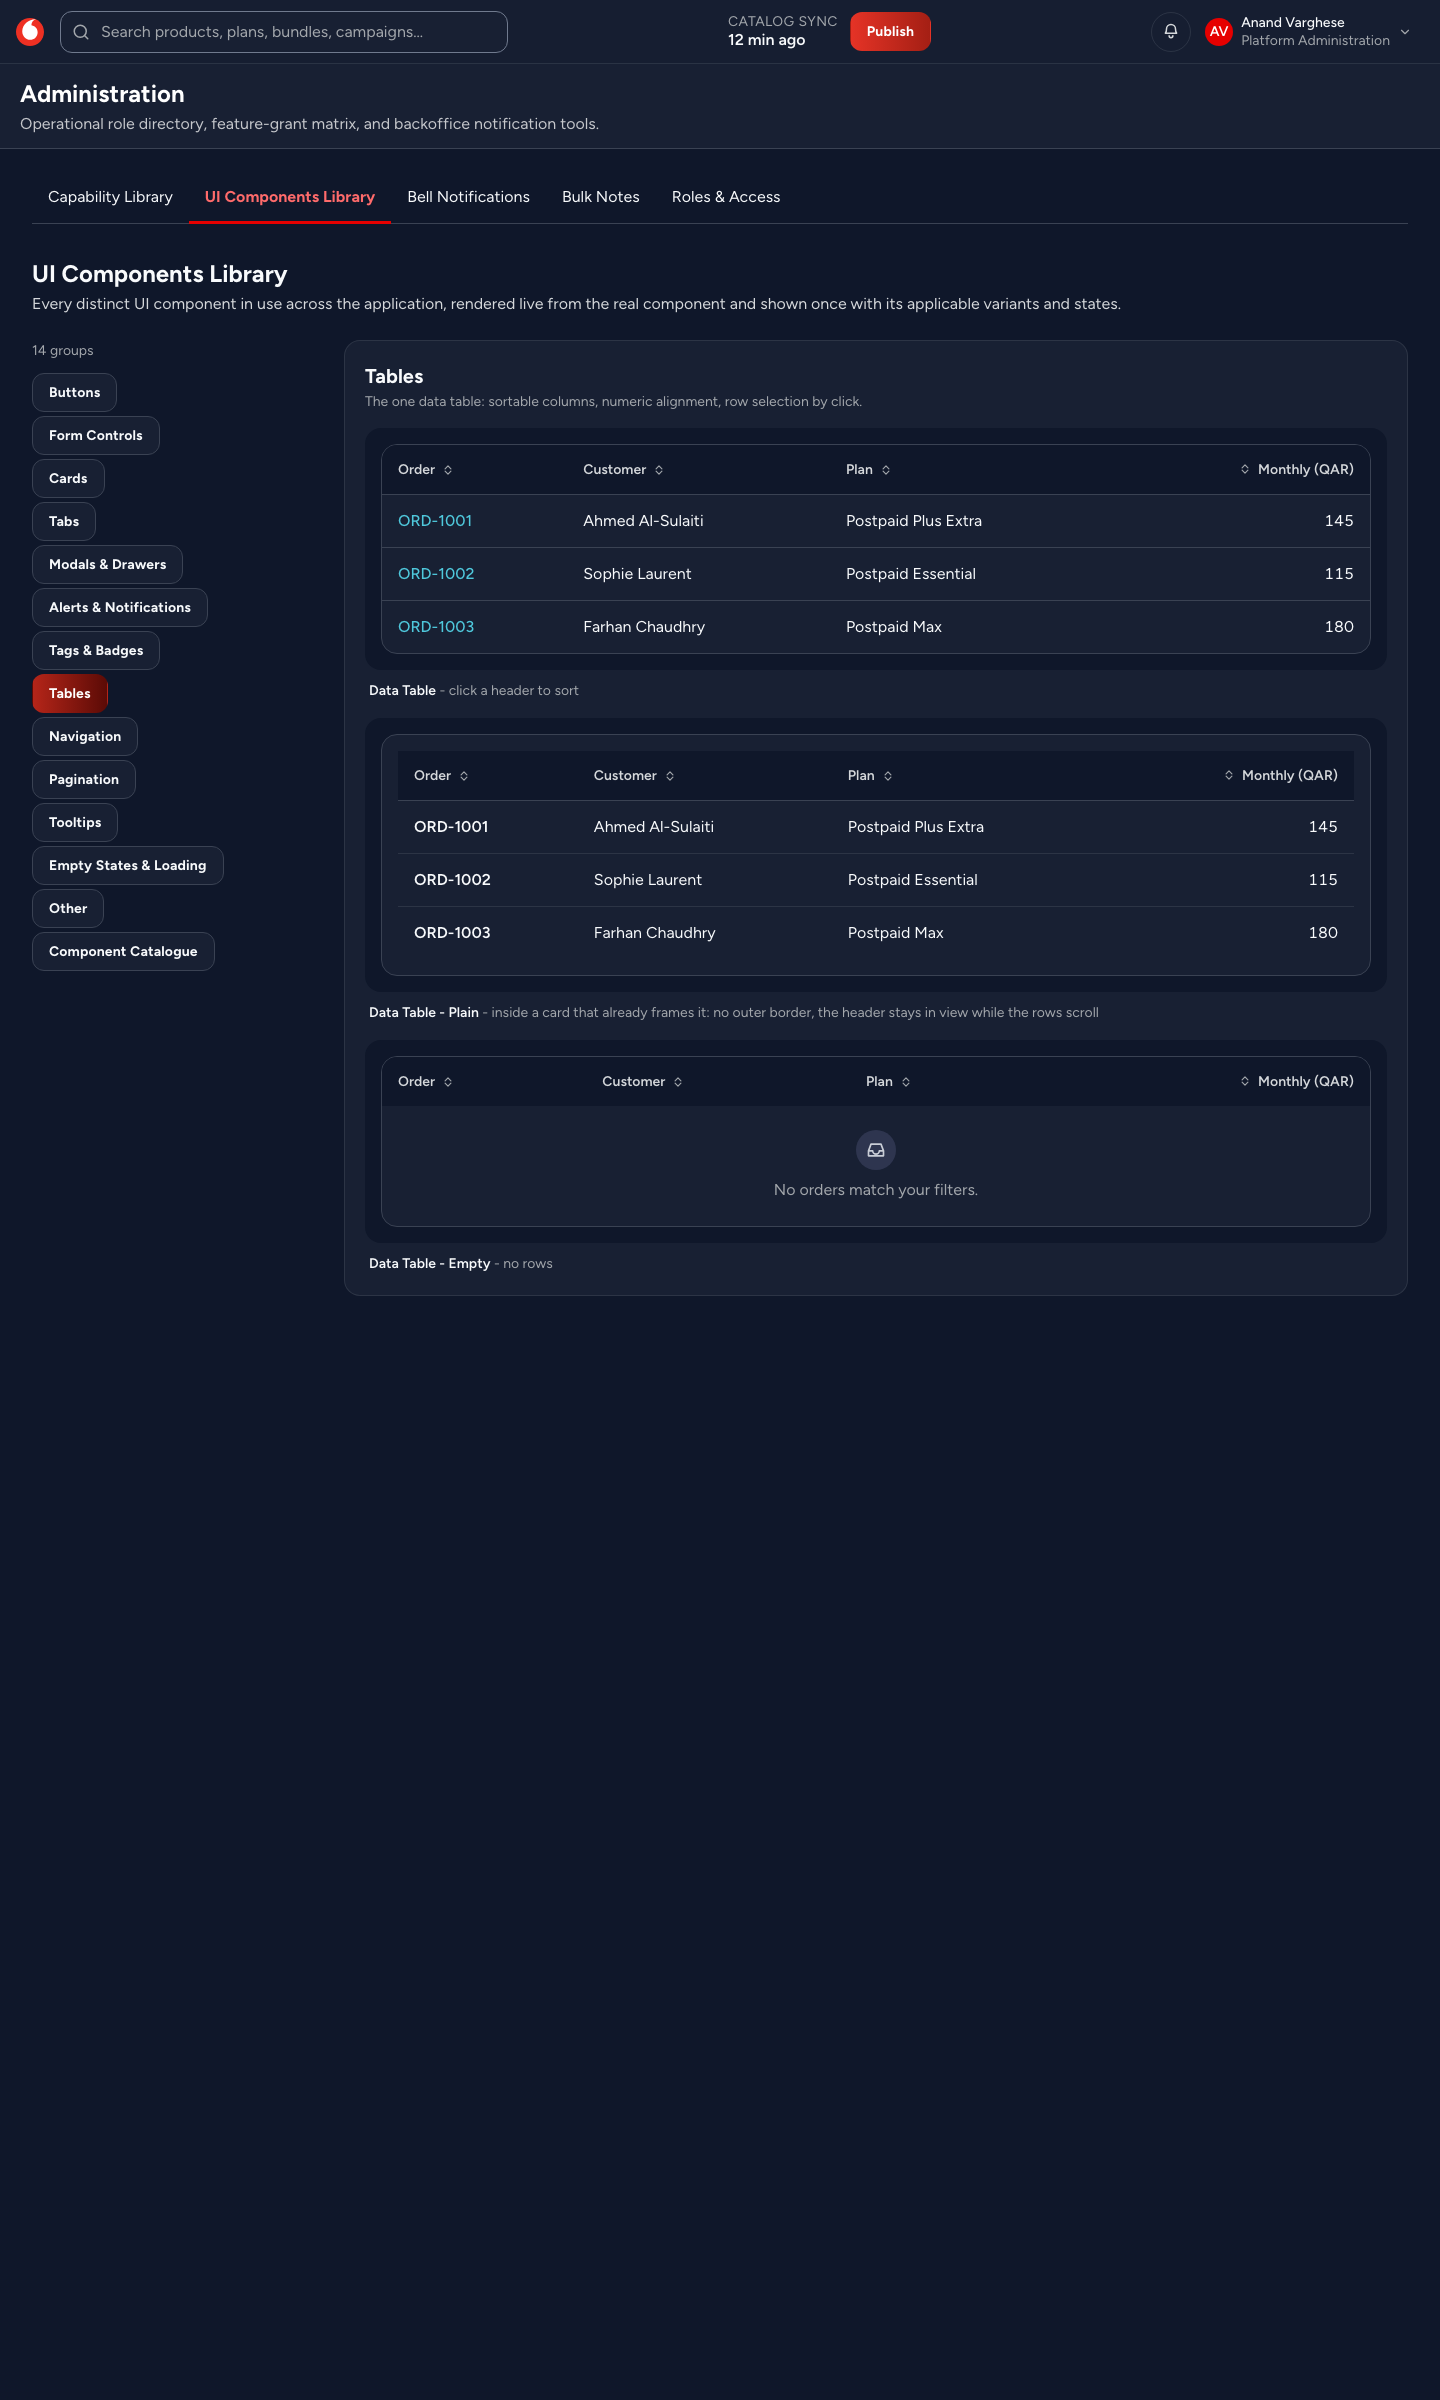 Search products, plans, bundles, campaigns...
CATALOG SYNC
12 min ago
Publish
AV
Anand Varghese
Platform Administration
Administration
Operational role directory, feature-grant matrix, and backoffice notification tools.
Capability Library
UI Components Library
Bell Notifications
Bulk Notes
Roles & Access
UI Components Library
Every distinct UI component in use across the application, rendered live from the real component and shown once with its applicable variants and states.
14 groups
Buttons
Form Controls
Cards
Tabs
Modals & Drawers
Alerts & Notifications
Tags & Badges
Tables
Navigation
Pagination
Tooltips
Empty States & Loading
Other
Component Catalogue
Tables
The one data table: sortable columns, numeric alignment, row selection by click.
Order Customer Plan Monthly (QAR)
ORD-1001 Ahmed Al-Sulaiti Postpaid Plus Extra 145
ORD-1002 Sophie Laurent Postpaid Essential 115
ORD-1003 Farhan Chaudhry Postpaid Max 180
Data Table - click a header to sort
Order Customer Plan Monthly (QAR)
ORD-1001 Ahmed Al-Sulaiti Postpaid Plus Extra 145
ORD-1002 Sophie Laurent Postpaid Essential 115
ORD-1003 Farhan Chaudhry Postpaid Max 180
Data Table - Plain - inside a card that already frames it: no outer border, the header stays in view while the rows scroll
Order Customer Plan Monthly (QAR)
No orders match your filters.
Data Table - Empty - no rows